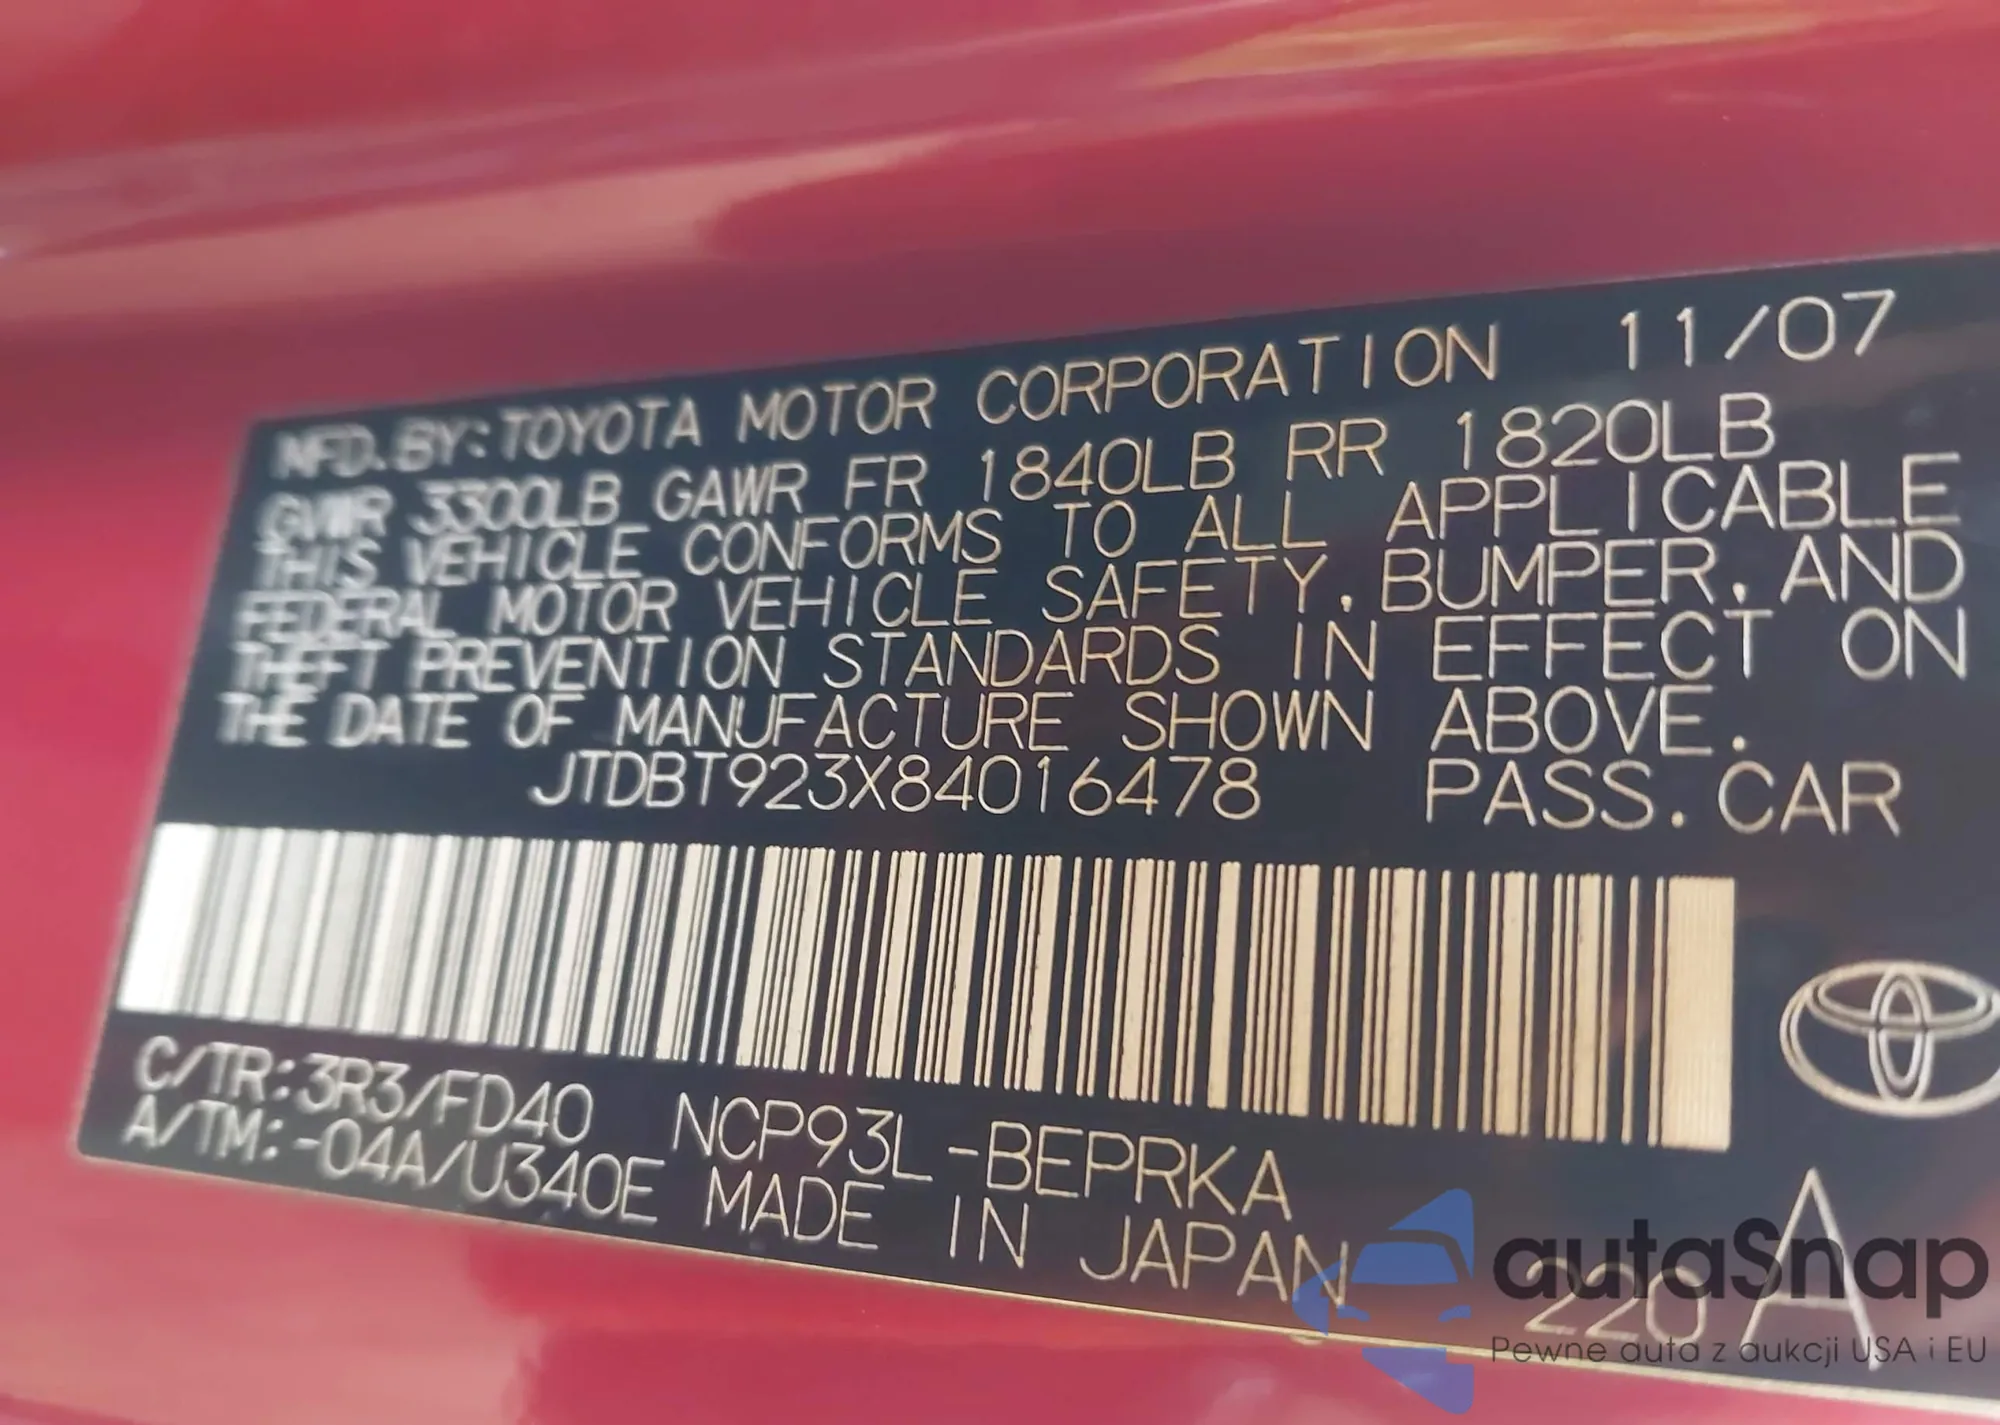 MFD.BY:TOYOTA MOTOR CORPORATION 11/07
GVWR 3300LB GAWR FR 1840LB RR 1820LB
THIS VEHICLE CONFORMS TO ALL APPLICABLE
FEDERAL MOTOR VEHICLE SAFETY, BUMPER, AND
THEFT PREVENTION STANDARDS IN EFFECT ON
THE DATE OF MANUFACTURE SHOWN ABOVE.
JTDBT923X84016478 PASS.CAR
C/TR:3R3/FD40 NCP93L-BEPRKA
A/TM:-04A/U340E MADE IN JAPAN 220 A
autaSnap
Pewne auta z aukcji USA i EU